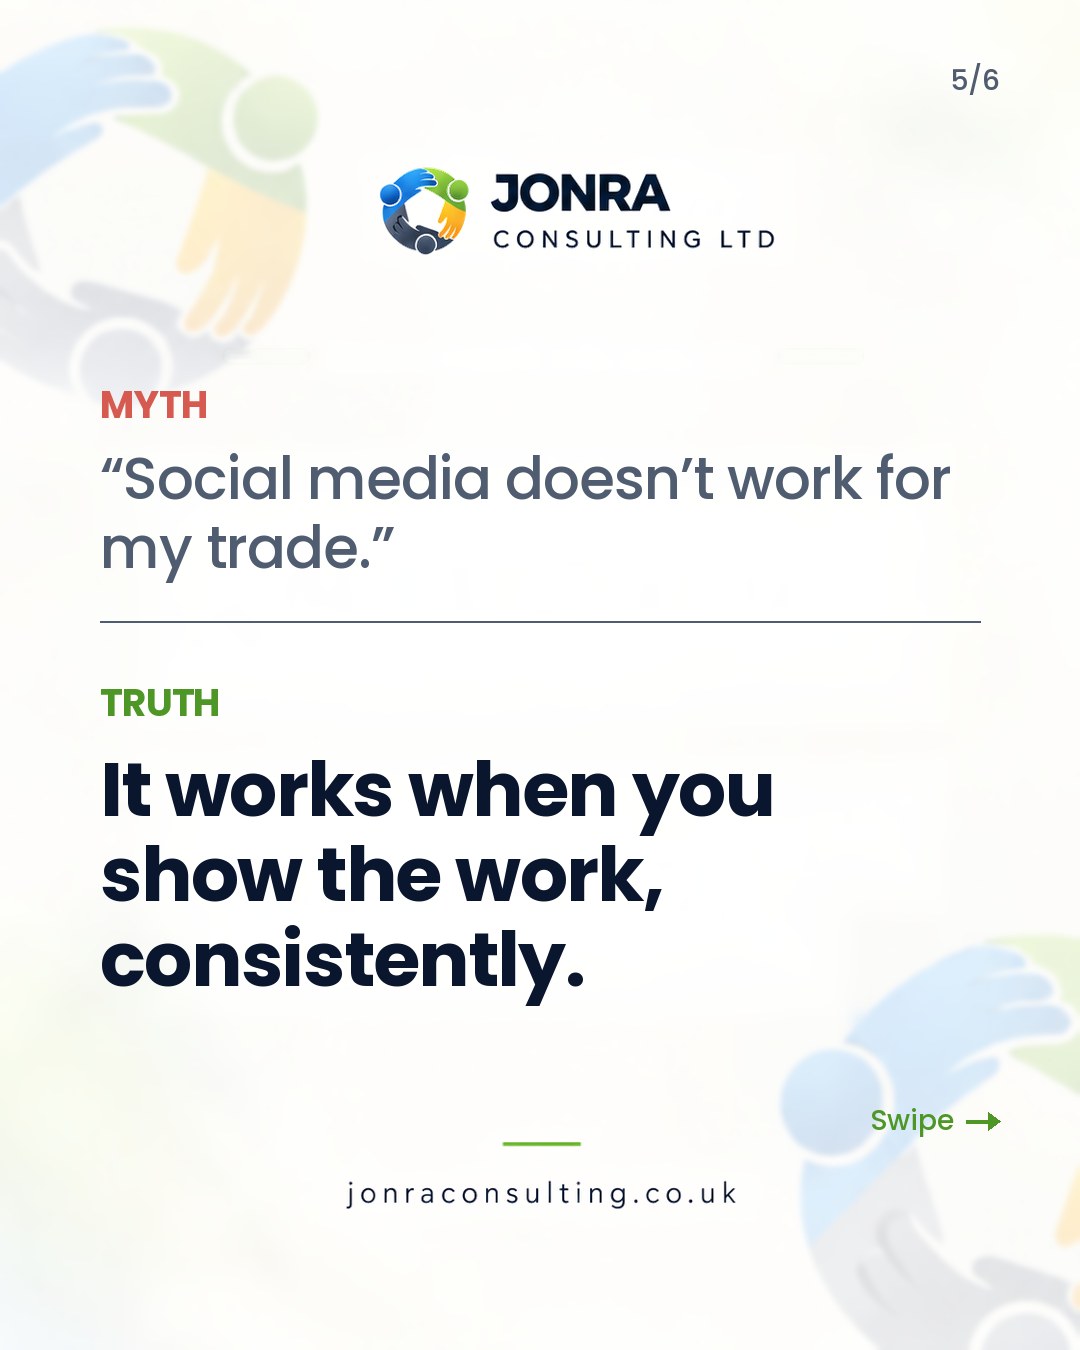 5/6
JONRA
CONSULTING LTD
MYTH
“Social media doesn’t work for
my trade.”
TRUTH
It works when you
show the work,
consistently.
Swipe →
jonraconsulting.co.uk